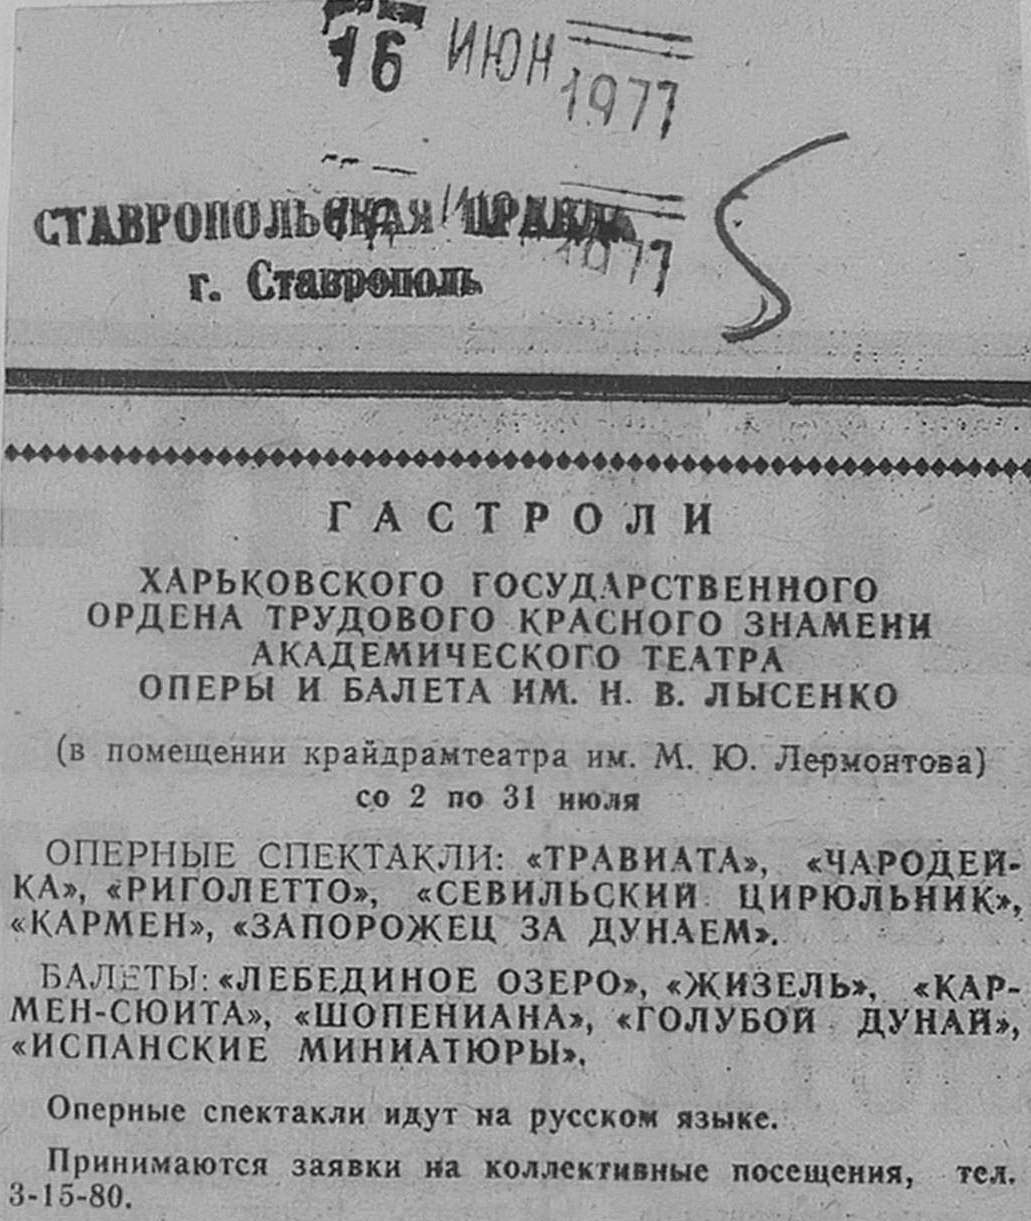 16 ИЮН 1977
СТАВРОПОЛЬСКАЯ ПРАВДА
1977
г. Ставрополь
ГАСТРОЛИ
ХАРЬКОВСКОГО ГОСУДАРСТВЕННОГО
ОРДЕНА ТРУДОВОГО КРАСНОГО ЗНАМЕНИ
АКАДЕМИЧЕСКОГО ТЕАТРА
ОПЕРЫ И БАЛЕТА ИМ. Н. В. ЛЫСЕНКО
(в помещении крайдрамтеатра им. М. Ю. Лермонтова)
со 2 по 31 июля
ОПЕРНЫЕ СПЕКТАКЛИ: «ТРАВИАТА», «ЧАРОДЕЙ-
КА», «РИГОЛЕТТО», «СЕВИЛЬСКИЙ ЦИРЮЛЬНИК»,
«КАРМЕН», «ЗАПОРОЖЕЦ ЗА ДУНАЕМ».
БАЛЕТЫ: «ЛЕБЕДИНОЕ ОЗЕРО», «ЖИЗЕЛЬ», «КАР-
МЕН-СЮИТА», «ШОПЕНИАНА», «ГОЛУБОЙ ДУНАЙ»,
«ИСПАНСКИЕ МИНИАТЮРЫ».
Оперные спектакли идут на русском языке.
Принимаются заявки на коллективные посещения, тел.
3-15-80.